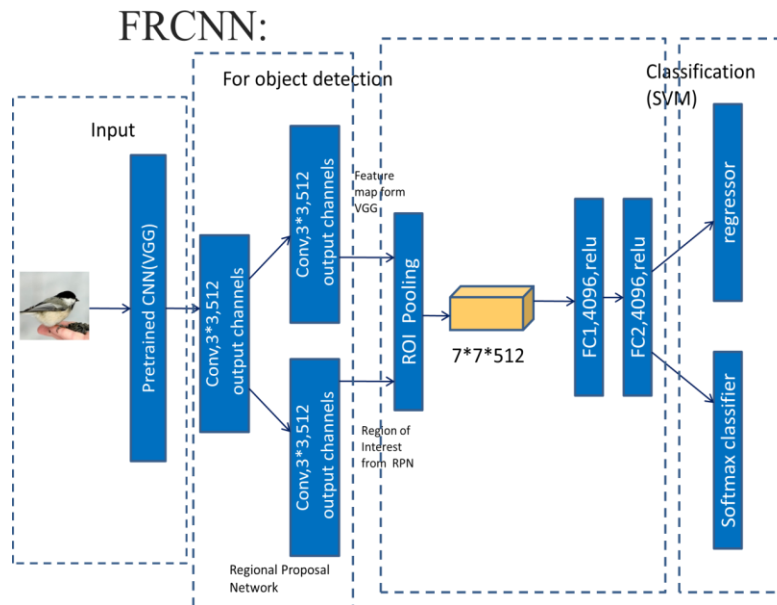 FRCNN:
Input
Pretrained CNN(VGG)
For object detection
Conv,3*3,512
output channels
Conv,3*3,512
output channels
Conv,3*3,512
output channels
Regional Proposal
Network
Feature
map form
VGG
Region of
Interest
from RPN
ROI Pooling
7*7*512
FC1,4096,relu
FC2,4096,relu
Classification
(SVM)
regressor
Softmax classifier